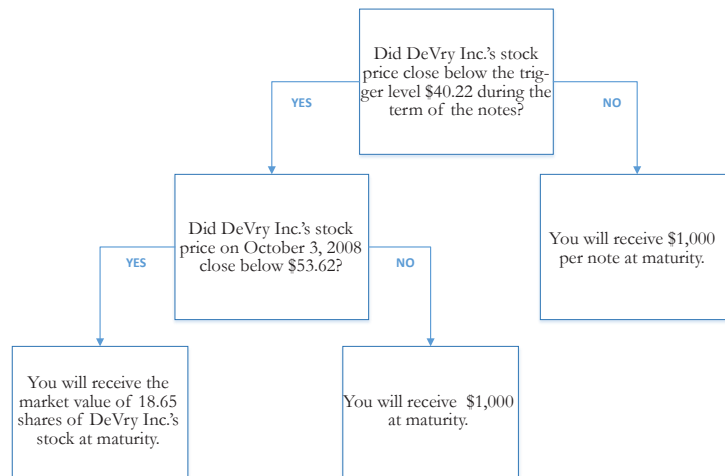 Did DeVry Inc.'s stock
price close below the trig-
ger level $40.22 during the
term of the notes?
YES
NO
Did DeVry Inc.'s stock
price on October 3, 2008
close below $53.62?
You will receive $1,000
per note at maturity.
YES
NO
You will receive the
market value of 18.65
shares of DeVry Inc.'s
stock at maturity.
You will receive $1,000
at maturity.